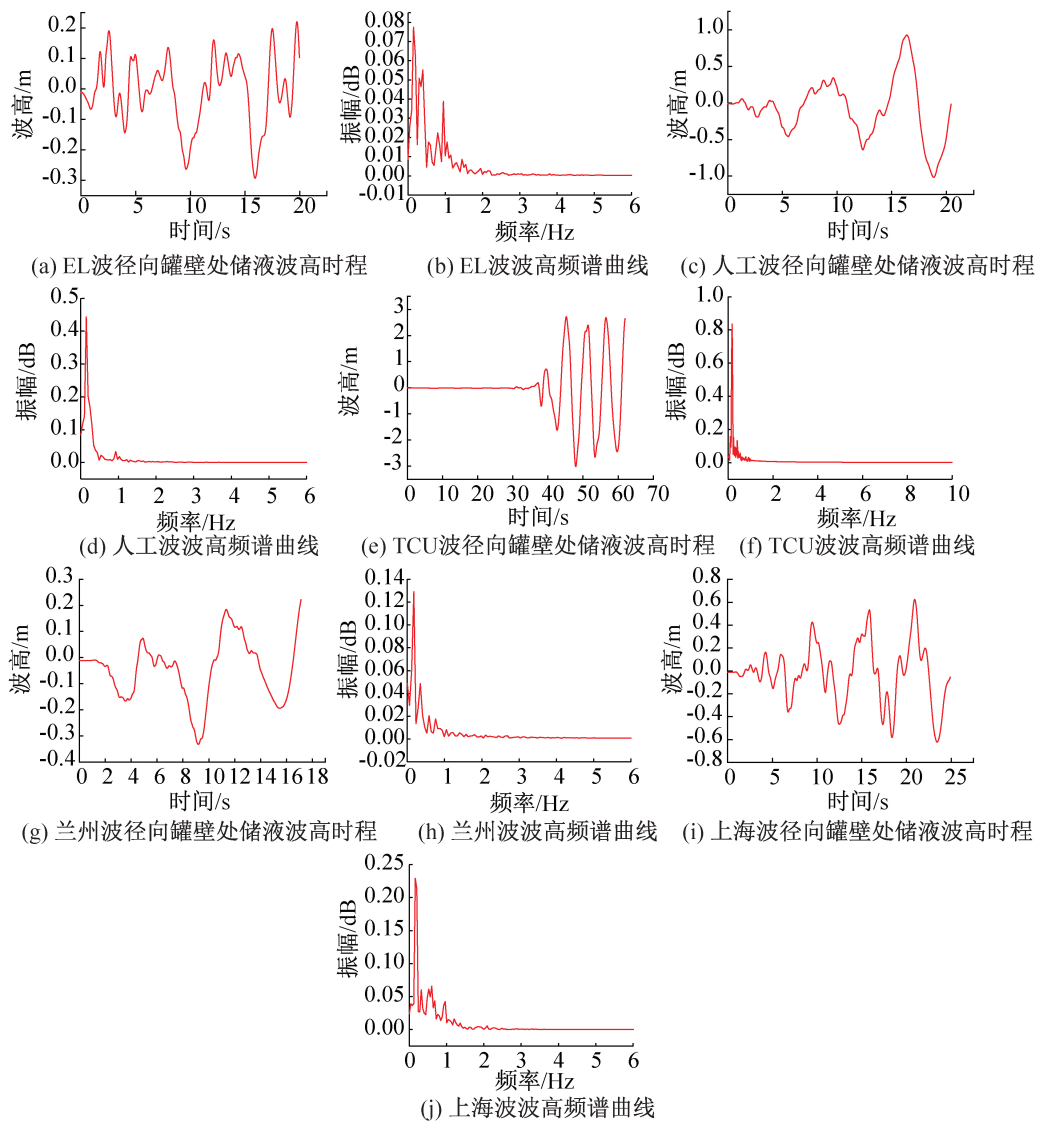 0.2
0.1
0.0
-0.1
-0.2
-0.3
波高/m
0 5 10 15 20
时间/s
(a) EL波径向罐壁处储液波高时程
0.08
0.07
0.06
0.05
0.04
0.03
0.02
0.01
0.00
-0.01
振幅/dB
0 1 2 3 4 5 6
频率/Hz
(b) EL波波高频谱曲线
1.0
0.5
0.0
-0.5
-1.0
波高/m
0 5 10 15 20
时间/s
(c) 人工波径向罐壁处储液波高时程
0.5
0.4
0.3
0.2
0.1
0.0
振幅/dB
0 1 2 3 4 5 6
频率/Hz
(d) 人工波波高频谱曲线
3
2
1
0
-1
-2
-3
波高/m
0 10 20 30 40 50 60 70
时间/s
(e) TCU波径向罐壁处储液波高时程
1.0
0.8
0.6
0.4
0.2
0.0
振幅/dB
0 2 4 6 8 10
频率/Hz
(f) TCU波波高频谱曲线
0.3
0.2
0.1
0.0
-0.1
-0.2
-0.3
-0.4
波高/m
0 2 4 6 8 10 12 14 16 18
时间/s
(g) 兰州波径向罐壁处储液波高时程
0.14
0.12
0.10
0.08
0.06
0.04
0.02
0.00
-0.02
振幅/dB
0 1 2 3 4 5 6
频率/Hz
(h) 兰州波波高频谱曲线
0.8
0.6
0.4
0.2
0.0
-0.2
-0.4
-0.6
-0.8
波高/m
0 5 10 15 20 25
时间/s
(i) 上海波径向罐壁处储液波高时程
0.25
0.20
0.15
0.10
0.05
0.00
振幅/dB
0 1 2 3 4 5 6
频率/Hz
(j) 上海波波高频谱曲线